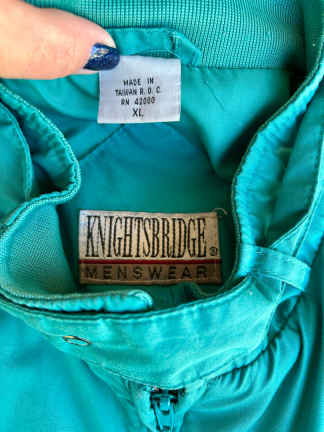 MADE IN
TAIWAN R.O.C.
RN 42000
XL
KNIGHTSBRIDGE®
MENSWEAR